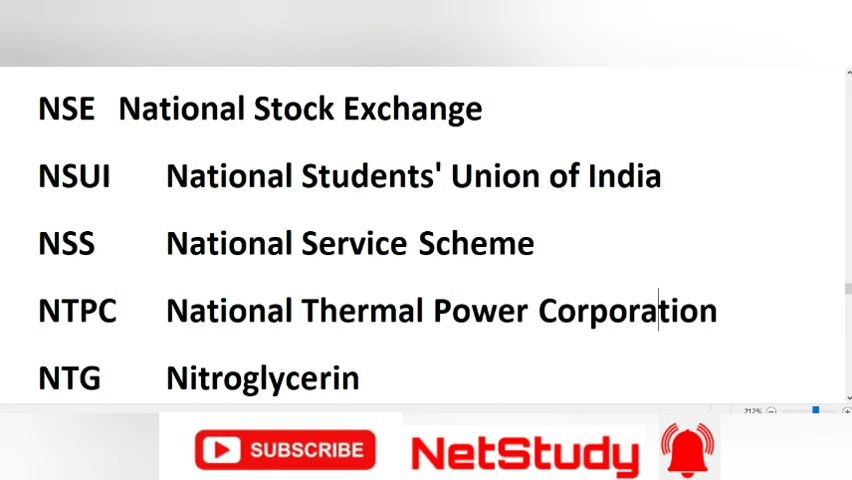 NSE National Stock Exchange
NSUI National Students' Union of India
NSS National Service Scheme
NTPC National Thermal Power Corporation
NTG Nitroglycerin
212%
SUBSCRIBE NetStudy